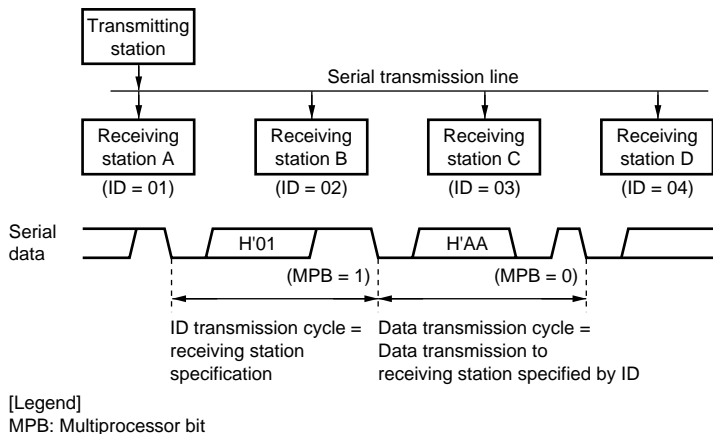 Transmitting
station
Serial transmission line
Receiving
station A
Receiving
station B
Receiving
station C
Receiving
station D
(ID = 01)
(ID = 02)
(ID = 03)
(ID = 04)
Serial
data
H'01
H'AA
(MPB = 1)
(MPB = 0)
ID transmission cycle =
receiving station
specification
Data transmission cycle =
Data transmission to
receiving station specified by ID
[Legend]
MPB: Multiprocessor bit